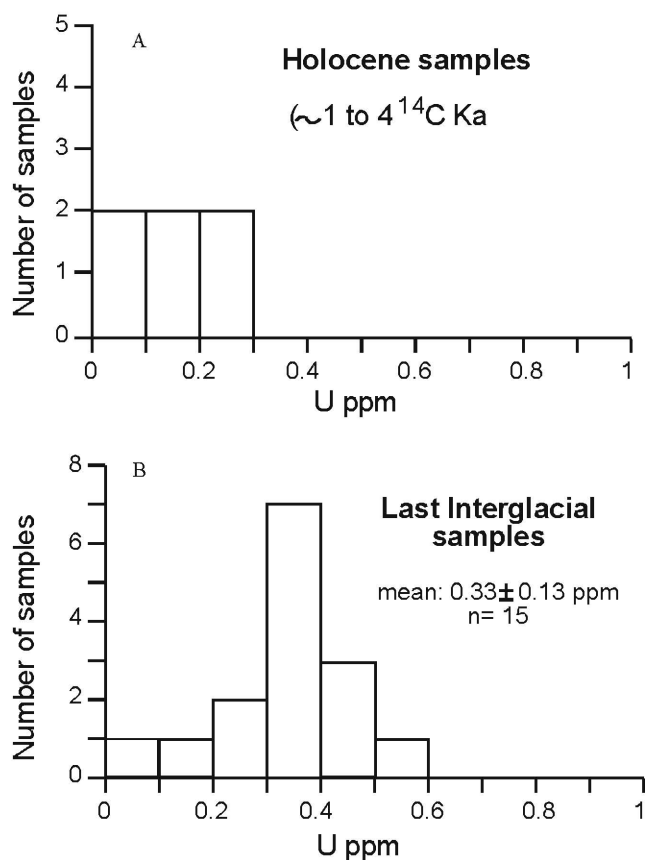 A
Holocene samples
(~1 to 4 ¹⁴C Ka
Number of samples
5
4
3
2
1
0
0 0.2 0.4 0.6 0.8 1
U ppm
B
Last Interglacial
samples
mean: 0.33±0.13 ppm
n= 15
Number of samples
8
6
4
2
0
0 0.2 0.4 0.6 0.8 1
U ppm